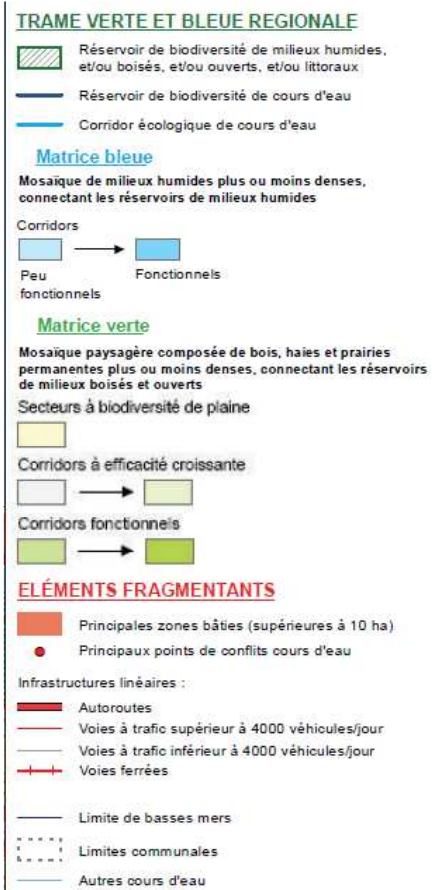 TRAME VERTE ET BLEUE REGIONALE
Réservoir de biodiversité de milieux humides,
et/ou boisés, et/ou ouverts, et/ou littoraux
Réservoir de biodiversité de cours d'eau
Corridor écologique de cours d'eau
Matrice bleue
Mosaïque de milieux humides plus ou moins denses,
connectant les réservoirs de milieux humides
Corridors
Peu
fonctionnels
Fonctionnels
Matrice verte
Mosaïque paysagère composée de bois, haies et prairies
permanentes plus ou moins denses, connectant les réservoirs
de milieux boisés et ouverts
Secteurs à biodiversité de plaine
Corridors à efficacité croissante
Corridors fonctionnels
ELÉMENTS FRAGMENTANTS
Principales zones bâties (supérieures à 10 ha)
Principaux points de conflits cours d'eau
Infrastructures linéaires :
Autoroutes
Voies à trafic supérieur à 4000 véhicules/jour
Voies à trafic inférieur à 4000 véhicules/jour
Voies ferrées
Limite de basses mers
Limites communales
Autres cours d'eau